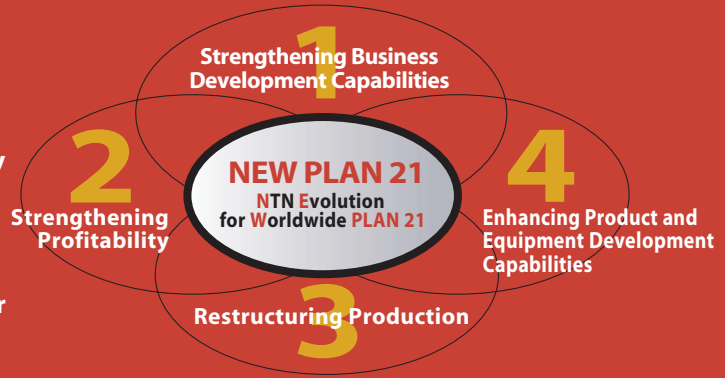 1
Strengthening Business
Development Capabilities
2
Strengthening
Profitability
NEW PLAN 21
NTN Evolution
for Worldwide PLAN 21
4
Enhancing Product and
Equipment Development
Capabilities
3
Restructuring Production